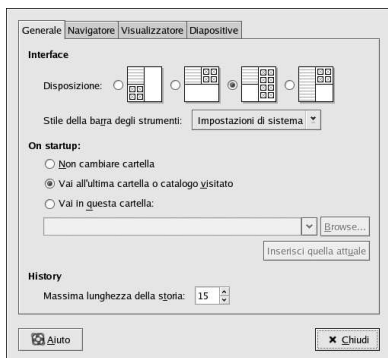 Generale Navigatore Visualizzatore Diapositive
Interface
Disposizione:
Stile della barra degli strumenti: Impostazioni di sistema
On startup:
Non cambiare cartella
Vai all'ultima cartella o catalogo visitato
Vai in questa cartella:
Browse...
Inserisci quella attuale
History
Massima lunghezza della storia: 15
Aiuto Chiudi